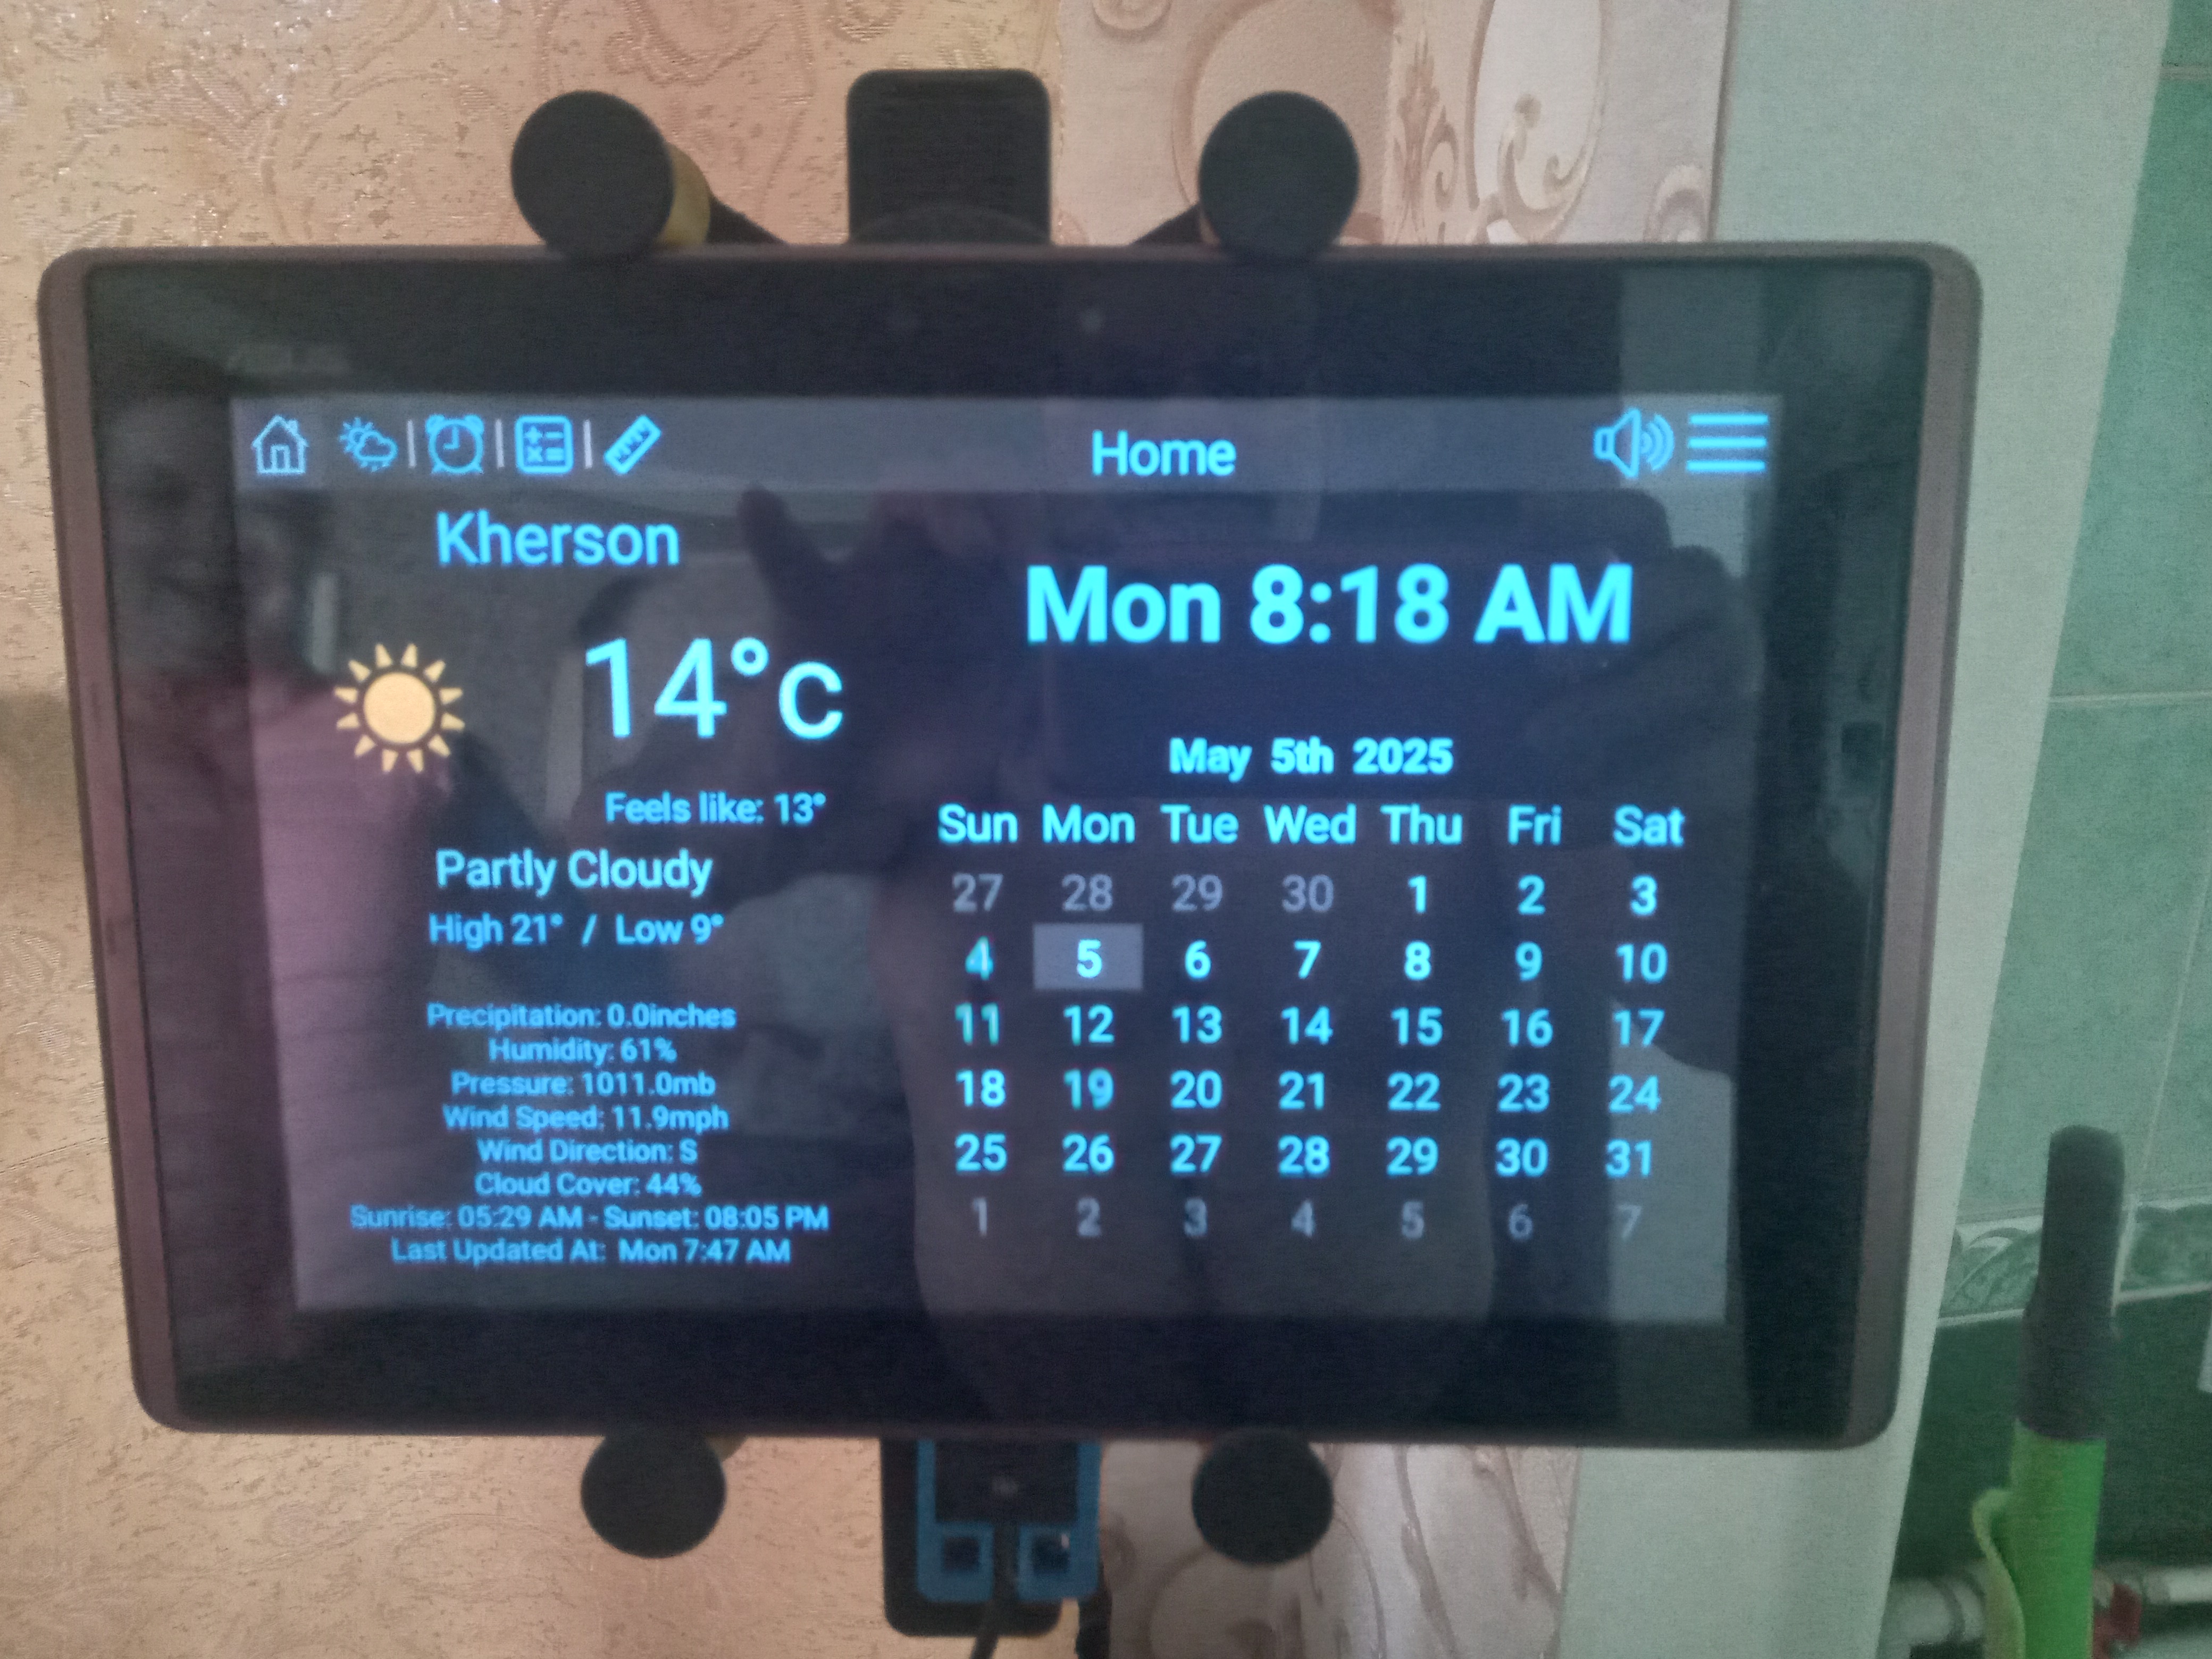 Home
Kherson
14°c
Feels like: 13°
Partly Cloudy
High 21° / Low 9°
Precipitation: 0.0inches
Humidity: 61%
Pressure: 1011.0mb
Wind Speed: 11.9mph
Wind Direction: S
Cloud Cover: 44%
Sunrise: 05:29 AM - Sunset: 08:05 PM
Last Updated At: Mon 7:47 AM
Mon 8:18 AM
May 5th 2025
Sun Mon Tue Wed Thu Fri Sat
27 28 29 30 1 2 3
4 5 6 7 8 9 10
11 12 13 14 15 16 17
18 19 20 21 22 23 24
25 26 27 28 29 30 31
1 2 3 4 5 6 7